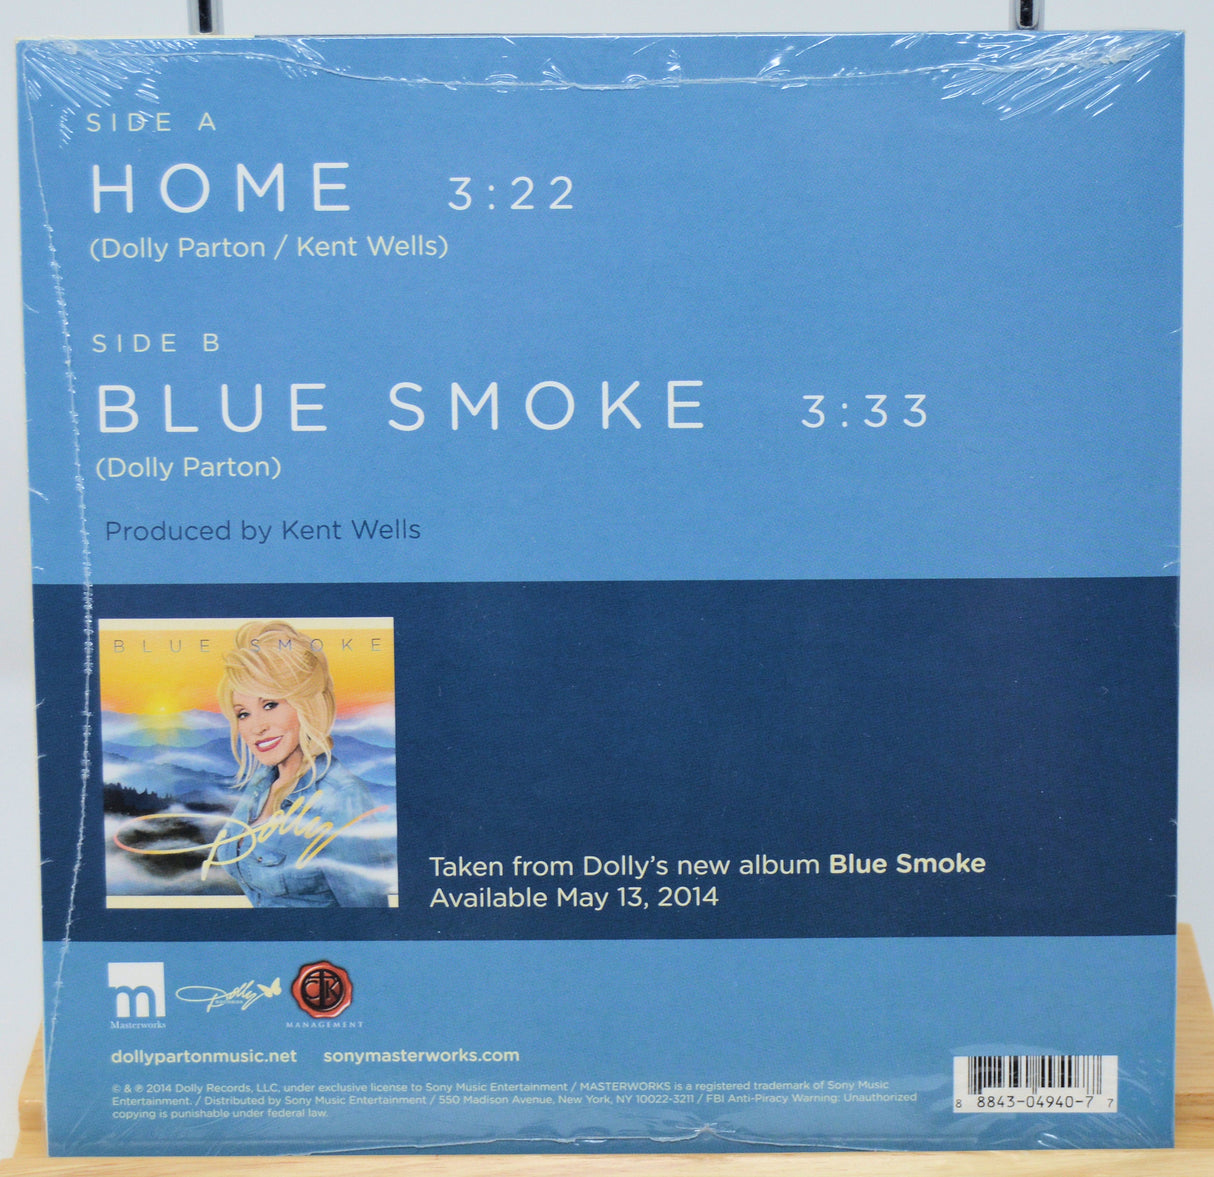 SIDE A
HOME 3:22
(Dolly Parton / Kent Wells)
SIDE B
BLUE SMOKE 3:33
(Dolly Parton)
Produced by Kent Wells
BLUE SMOKE
Dolly
Taken from Dolly's new album Blue Smoke
Available May 13, 2014
m
Masterworks
Dolly
CTK
MANAGEMENT
dollypartonmusic.net sonymasterworks.com
© & ℗ 2014 Dolly Records, LLC, under exclusive license to Sony Music Entertainment / MASTERWORKS is a registered trademark of Sony Music
Entertainment. / Distributed by Sony Music Entertainment / 550 Madison Avenue, New York, NY 10022-3211 / FBI Anti-Piracy Warning: Unauthorized
copying is punishable under federal law.
8 8843-04940-7 7